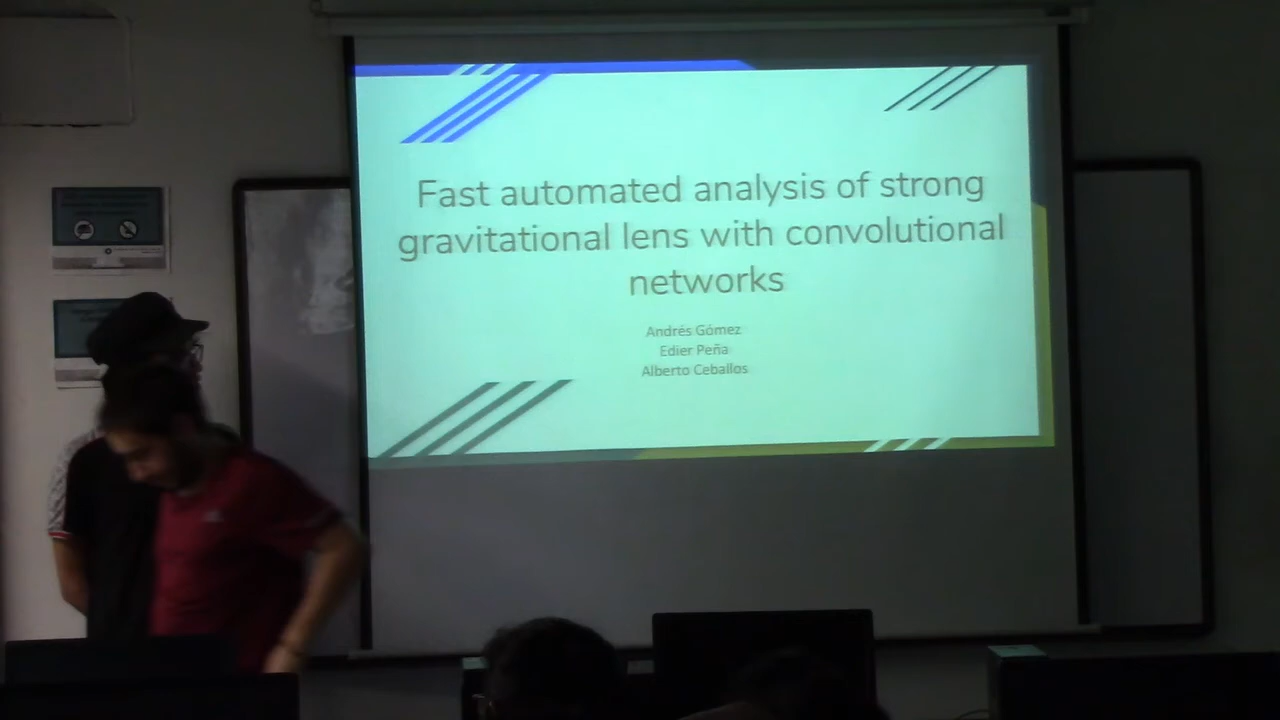 Fast automated analysis of strong
gravitational lens with convolutional
networks
Andrés Gómez
Edier Peña
Alberto Ceballos